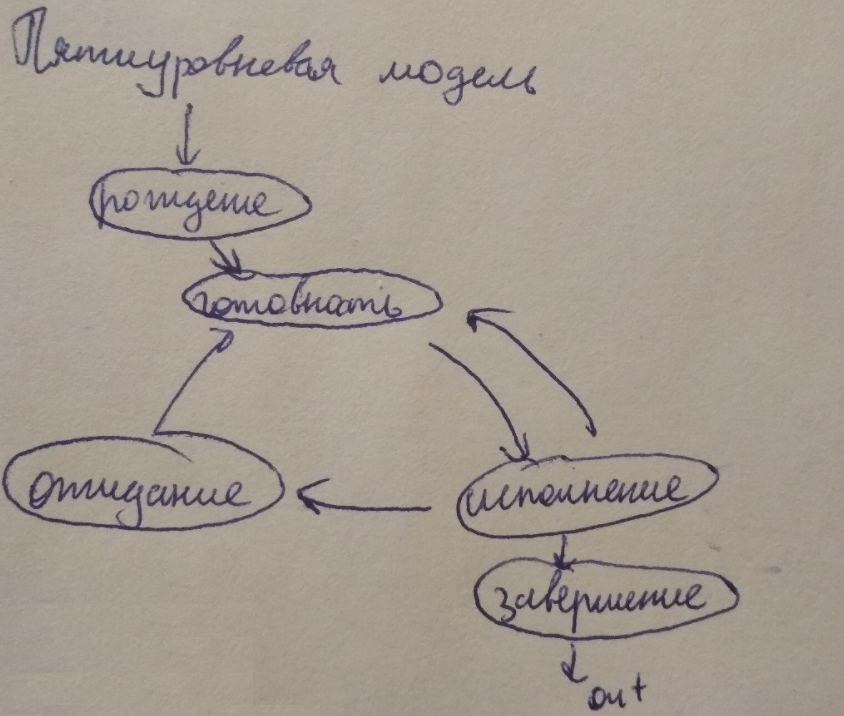 Пятиуровневая модель
рождение
готовность
ожидание
исполнение
завершение
out